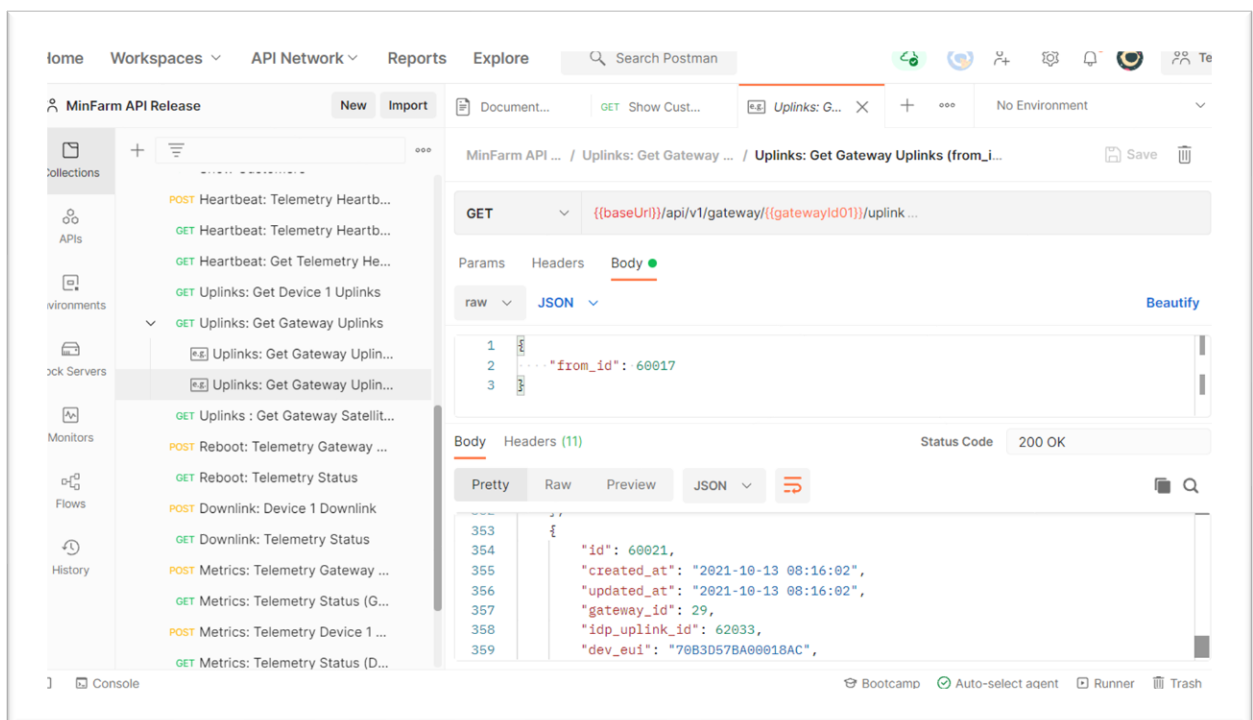 Home Workspaces API Network Reports Explore Search Postman Te
MinFarm API Release New Import
Document... GET Show Cust... e.g. Uplinks: G... No Environment
Collections
APIs
Environments
Mock Servers
Monitors
Flows
History
Show Customers
POST Heartbeat: Telemetry Heartb...
GET Heartbeat: Telemetry Heartb...
GET Heartbeat: Get Telemetry He...
GET Uplinks: Get Device 1 Uplinks
GET Uplinks: Get Gateway Uplinks
e.g. Uplinks: Get Gateway Uplin...
e.g. Uplinks: Get Gateway Uplin...
GET Uplinks : Get Gateway Satellit...
POST Reboot: Telemetry Gateway ...
GET Reboot: Telemetry Status
POST Downlink: Device 1 Downlink
GET Downlink: Telemetry Status
POST Metrics: Telemetry Gateway ...
GET Metrics: Telemetry Status (G...
POST Metrics: Telemetry Device 1 ...
GET Metrics: Telemetry Status (D...
MinFarm API ... / Uplinks: Get Gateway ... / Uplinks: Get Gateway Uplinks (from_i... Save
GET {{baseUrl}}/api/v1/gateway/{{gatewayId01}}/uplink ...
Params Headers Body
raw JSON Beautify
1 {
2 ····"from_id": 60017
3 }
Body Headers (11) Status Code 200 OK
Pretty Raw Preview JSON
352 },
353 {
354 "id": 60021,
355 "created_at": "2021-10-13 08:16:02",
356 "updated_at": "2021-10-13 08:16:02",
357 "gateway_id": 29,
358 "idp_uplink_id": 62033,
359 "dev_eui": "70B3D57BA00018AC",
Console Bootcamp Auto-select agent Runner Trash